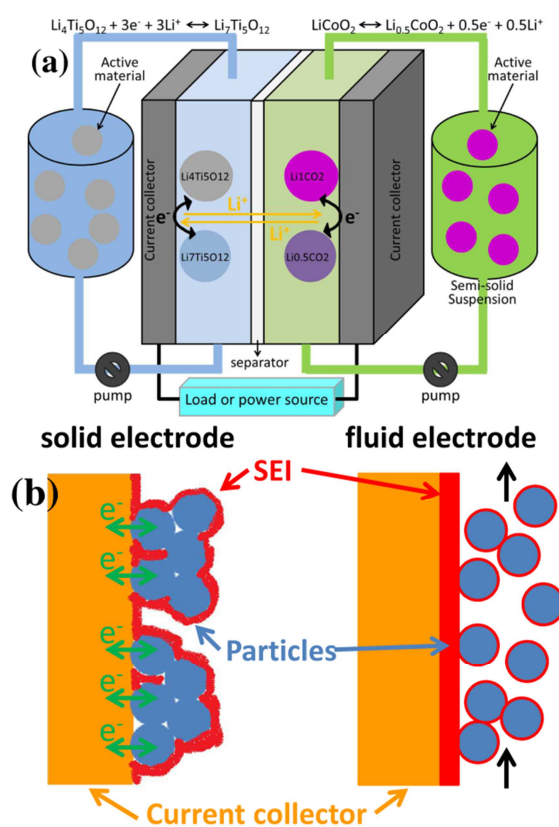 Li₄Ti₅O₁₂ + 3e⁻ + 3Li⁺ ⟷ Li₇Ti₅O₁₂
LiCoO₂ ⟷ Li₀.₅CoO₂ + 0.5e⁻ + 0.5Li⁺
(a)
Active
material
Active
material
Current collector
Li4Ti5O12
Li1CO2
Current collector
e⁻
Li⁺
Li⁺
e⁻
Li7Ti5O12
Li0.5CO2
Semi-solid
Suspension
pump
separator
pump
Load or power source
solid electrode
fluid electrode
(b)
SEI
e⁻
e⁻
Particles
e⁻
e⁻
e⁻
Current collector